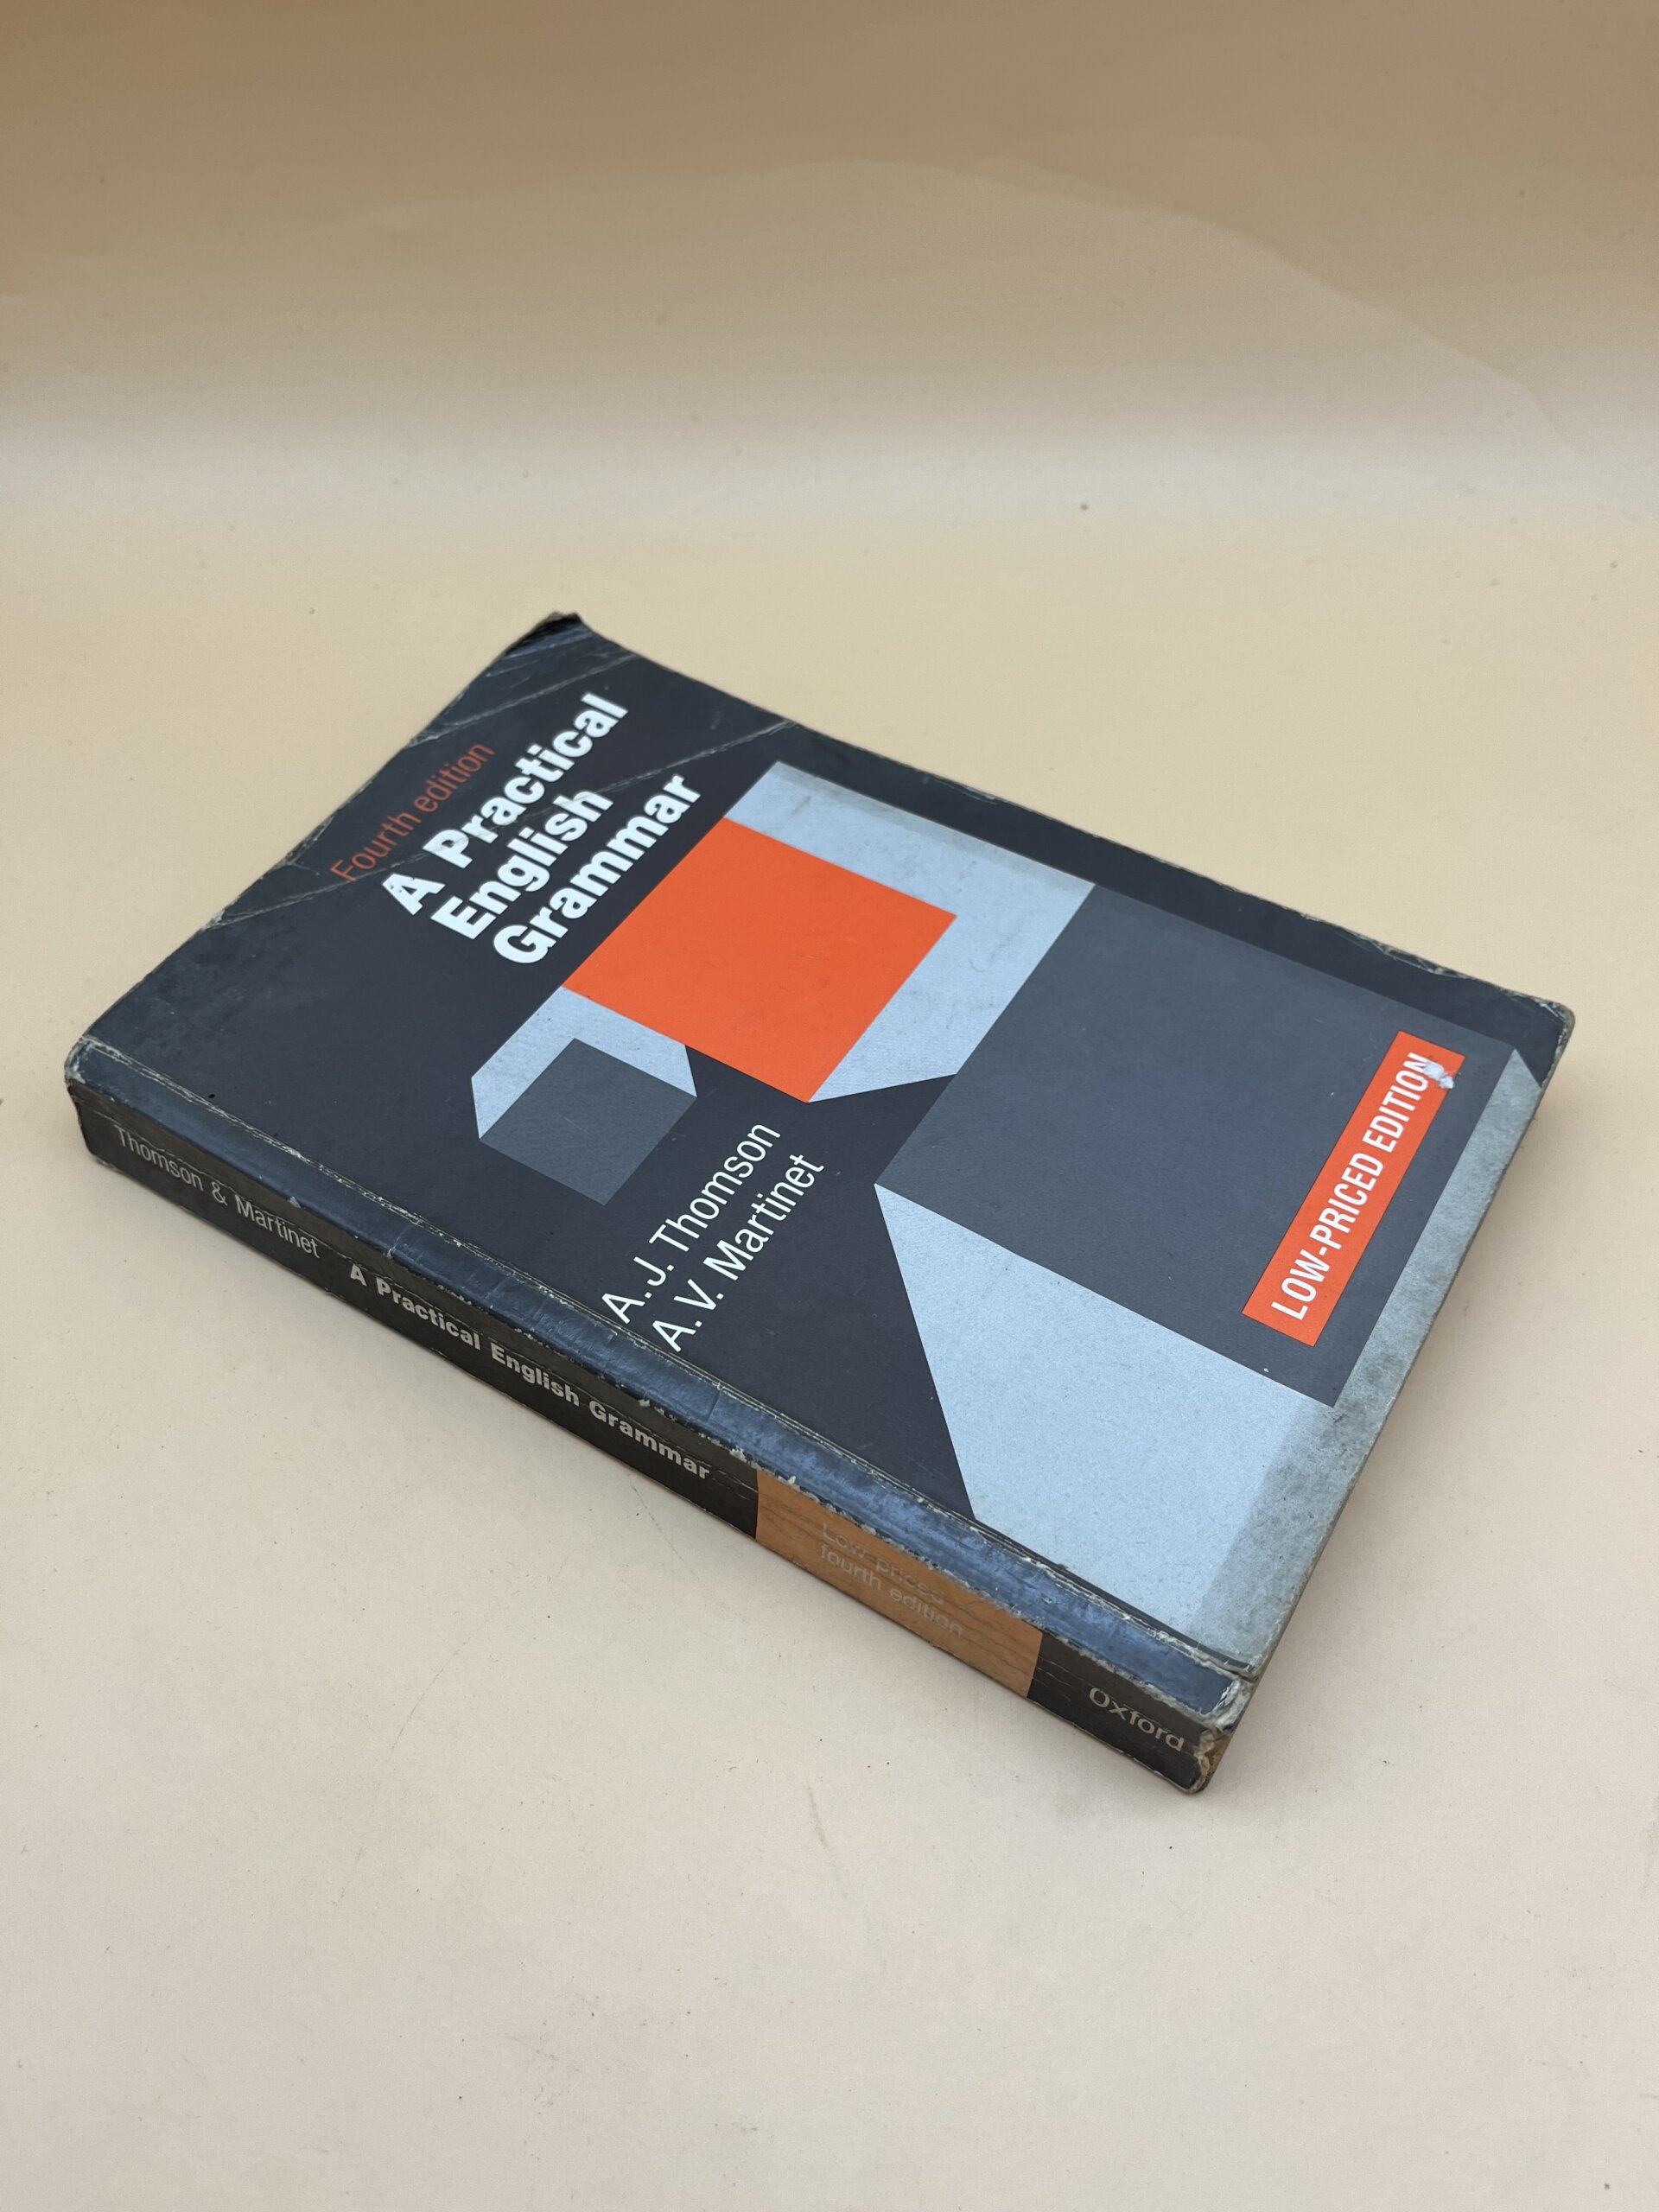 Fourth edition
A Practical
English
Grammar
A. J. Thomson
A. V. Martinet
LOW-PRICED EDITION
Thomson & Martinet
A Practical English Grammar
Low-priced
fourth edition
Oxford